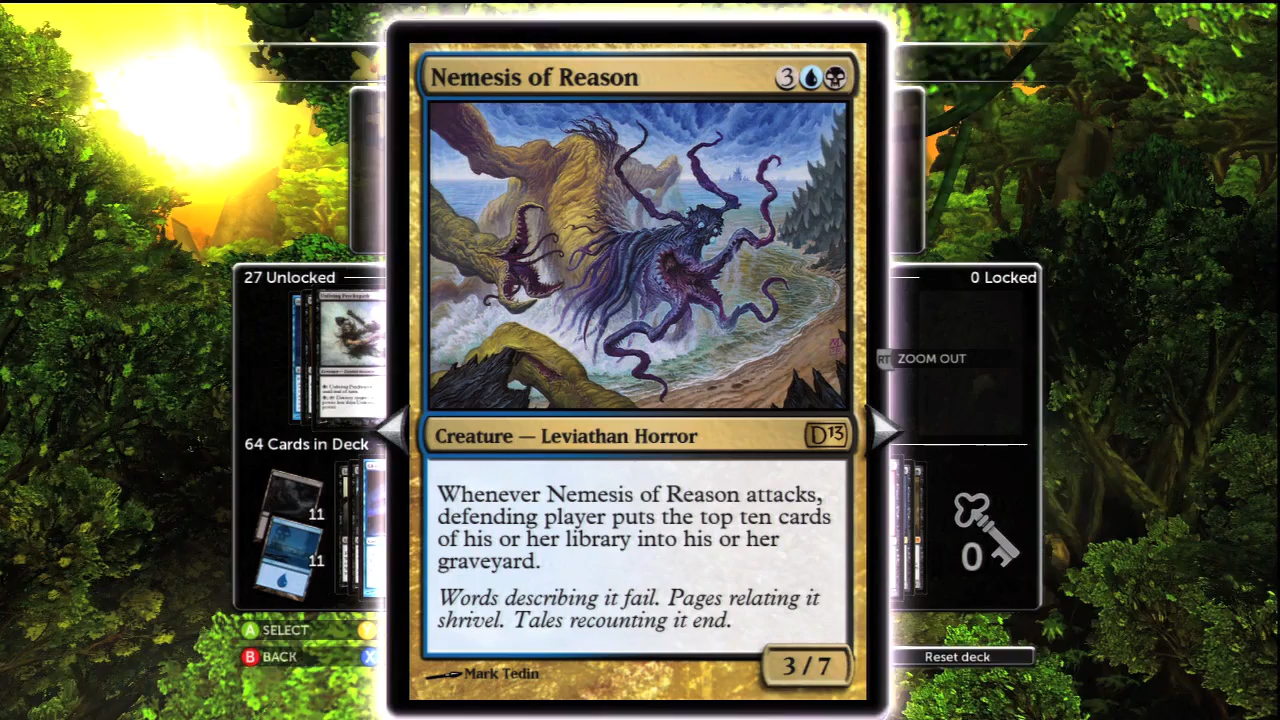 Nemesis of Reason
3
27 Unlocked
0 Locked
RT ZOOM OUT
Creature — Leviathan Horror
D13
64 Cards in Deck
11
11
0
Whenever Nemesis of Reason attacks,
defending player puts the top ten cards
of his or her library into his or her
graveyard.
Words describing it fail. Pages relating it
shrivel. Tales recounting it end.
Mark Tedin
3 / 7
A SELECT
B BACK
X
Reset deck